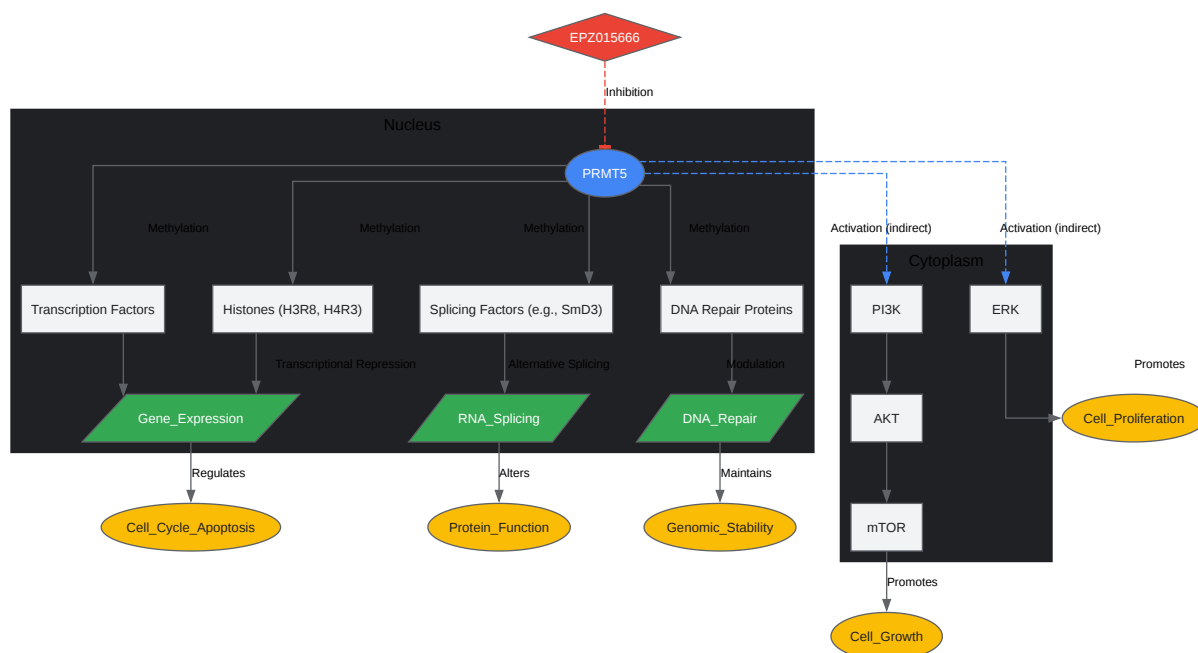 EPZ015666
Inhibition
Nucleus
PRMT5
Methylation
Methylation
Methylation
Methylation
Activation (indirect)
Activation (indirect)
Cytoplasm
Transcription Factors
Histones (H3R8, H4R3)
Splicing Factors (e.g., SmD3)
DNA Repair Proteins
PI3K
ERK
Transcriptional Repression
Alternative Splicing
Modulation
Promotes
Gene_Expression
RNA_Splicing
DNA_Repair
AKT
Cell_Proliferation
Regulates
Alters
Maintains
Cell_Cycle_Apoptosis
Protein_Function
Genomic_Stability
mTOR
Promotes
Cell_Growth